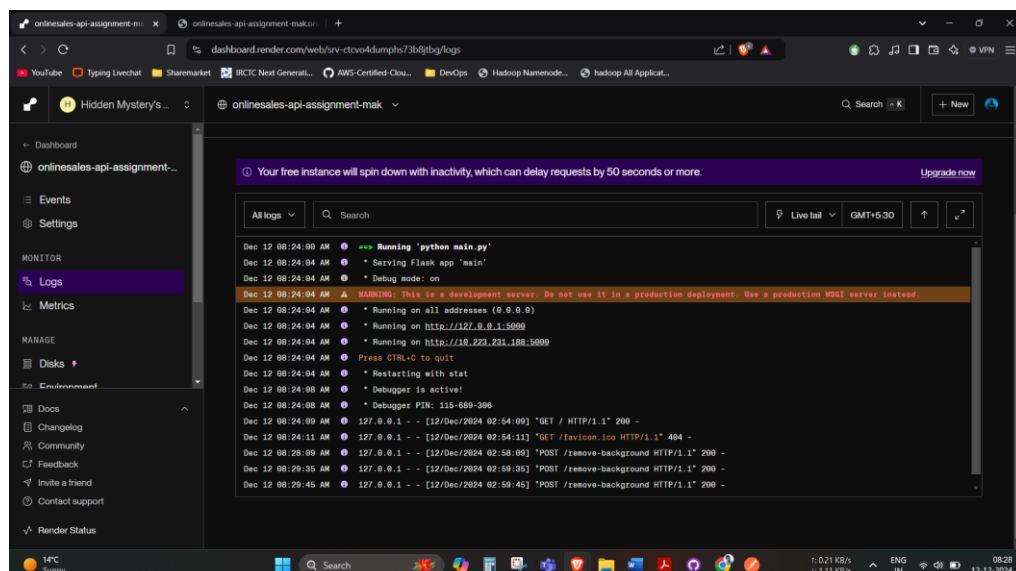 onlinesales-api-assignment-ma
onlinesales-api-assignment-mak.on
dashboard.render.com/web/srv-ctcvo4dumphs73b8jtbg/logs
VPN
YouTube
Typing Livechat
Sharemarket
IRCTC Next Generati...
AWS-Certified-Clou...
DevOps
Hadoop Namenode...
hadoop All Applicat...
H Hidden Mystery's ...
onlinesales-api-assignment-mak
Search
K
+ New
← Dashboard
onlinesales-api-assignment-...
Events
Settings
MONITOR
Logs
Metrics
MANAGE
Disks
Environment
Docs
Changelog
Community
Feedback
Invite a friend
Contact support
Render Status
Your free instance will spin down with inactivity, which can delay requests by 50 seconds or more.
Upgrade now
All logs
Search
Live tail
GMT+5:30
Dec 12 08:24:00 AM ==> Running 'python main.py'
Dec 12 08:24:04 AM * Serving Flask app 'main'
Dec 12 08:24:04 AM * Debug mode: on
Dec 12 08:24:04 AM WARNING: This is a development server. Do not use it in a production deployment. Use a production WSGI server instead.
Dec 12 08:24:04 AM * Running on all addresses (0.0.0.0)
Dec 12 08:24:04 AM * Running on http://127.0.0.1:5000
Dec 12 08:24:04 AM * Running on http://10.223.231.188:5000
Dec 12 08:24:04 AM Press CTRL+C to quit
Dec 12 08:24:04 AM * Restarting with stat
Dec 12 08:24:08 AM * Debugger is active!
Dec 12 08:24:08 AM * Debugger PIN: 115-689-306
Dec 12 08:24:09 AM 127.0.0.1 - - [12/Dec/2024 02:54:09] "GET / HTTP/1.1" 200 -
Dec 12 08:24:11 AM 127.0.0.1 - - [12/Dec/2024 02:54:11] "GET /favicon.ico HTTP/1.1" 404 -
Dec 12 08:28:09 AM 127.0.0.1 - - [12/Dec/2024 02:58:09] "POST /remove-background HTTP/1.1" 200 -
Dec 12 08:29:35 AM 127.0.0.1 - - [12/Dec/2024 02:59:35] "POST /remove-background HTTP/1.1" 200 -
Dec 12 08:29:45 AM 127.0.0.1 - - [12/Dec/2024 02:59:45] "POST /remove-background HTTP/1.1" 200 -
14°C
Sunny
Search
↑: 0.21 KB/s
↓: 1.11 KB/s
ENG
IN
08:28
12-12-2024